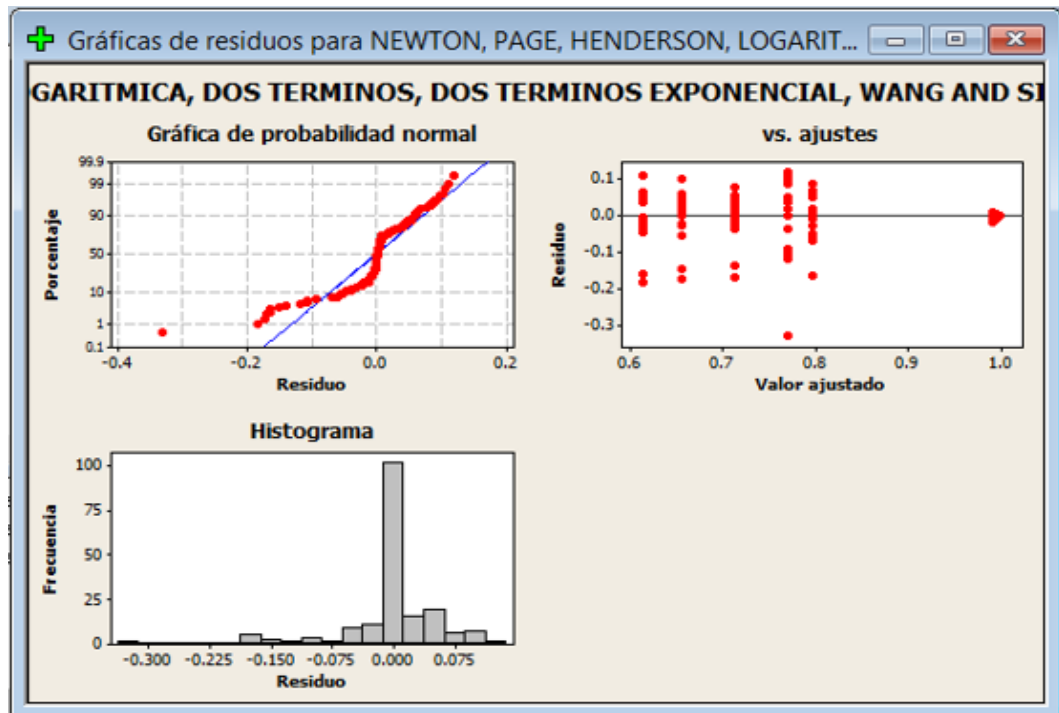 Gráficas de residuos para NEWTON, PAGE, HENDERSON, LOGARIT...
GARITMICA, DOS TERMINOS, DOS TERMINOS EXPONENCIAL, WANG AND SI
Gráfica de probabilidad normal
99.9
99
90
50
10
1
0.1
Porcentaje
-0.4 -0.2 0.0 0.2
Residuo
vs. ajustes
0.1
0.0
-0.1
-0.2
-0.3
Residuo
0.6 0.7 0.8 0.9 1.0
Valor ajustado
Histograma
100
75
50
25
0
Frecuencia
-0.300 -0.225 -0.150 -0.075 0.000 0.075
Residuo